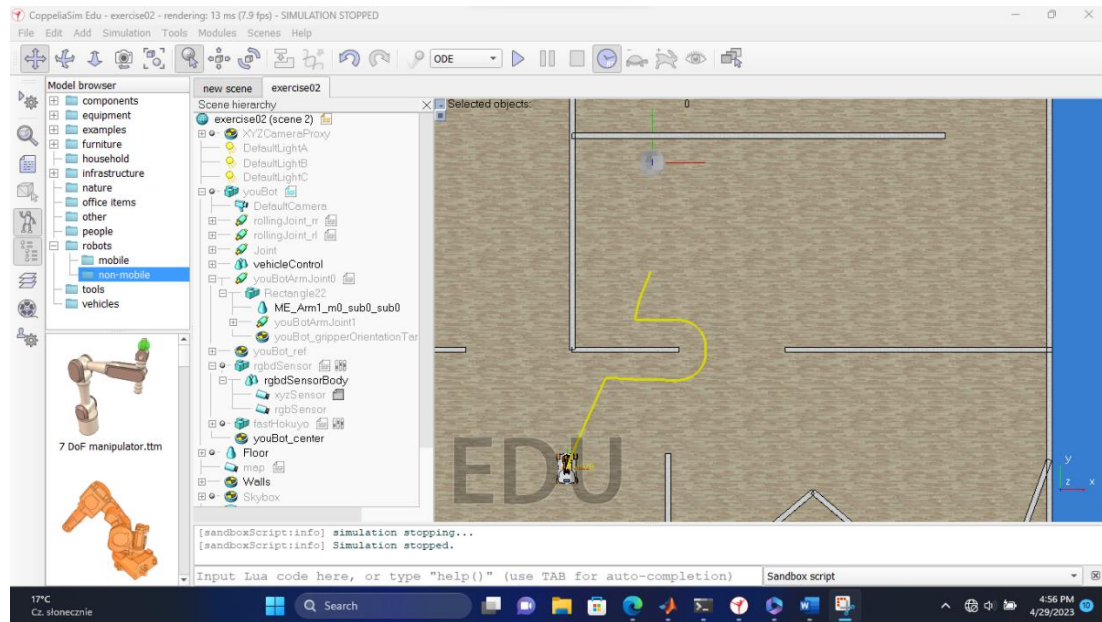 CoppeliaSim Edu - exercise02 - rendering: 13 ms (7.9 fps) - SIMULATION STOPPED
File Edit Add Simulation Tools Modules Scenes Help
ODE
Model browser
components
equipment
examples
furniture
household
infrastructure
nature
office items
other
people
robots
mobile
non-mobile
tools
vehicles
7 DoF manipulator.ttm
new scene exercise02
Scene hierarchy
exercise02 (scene 2)
XYZCameraProxy
DefaultLightA
DefaultLightB
DefaultLightC
youBot
DefaultCamera
rollingJoint_rr
rollingJoint_rl
Joint
vehicleControl
youBotArmJoint0
Rectangle22
ME_Arm1_m0_sub0_sub0
youBotArmJoint1
youBot_gripperOrientationTar
youBot_ref
rgbdSensor
rgbdSensorBody
xyzSensor
rgbSensor
fastHokuyo
youBot_center
Floor
map
Walls
Skybox
Selected objects: 0
EDU
y
z x
[sandboxScript:info] simulation stopping...
[sandboxScript:info] Simulation stopped.
Input Lua code here, or type "help()" (use TAB for auto-completion)
Sandbox script
17°C
Cz. słonecznie
Search
4:56 PM
4/29/2023
10